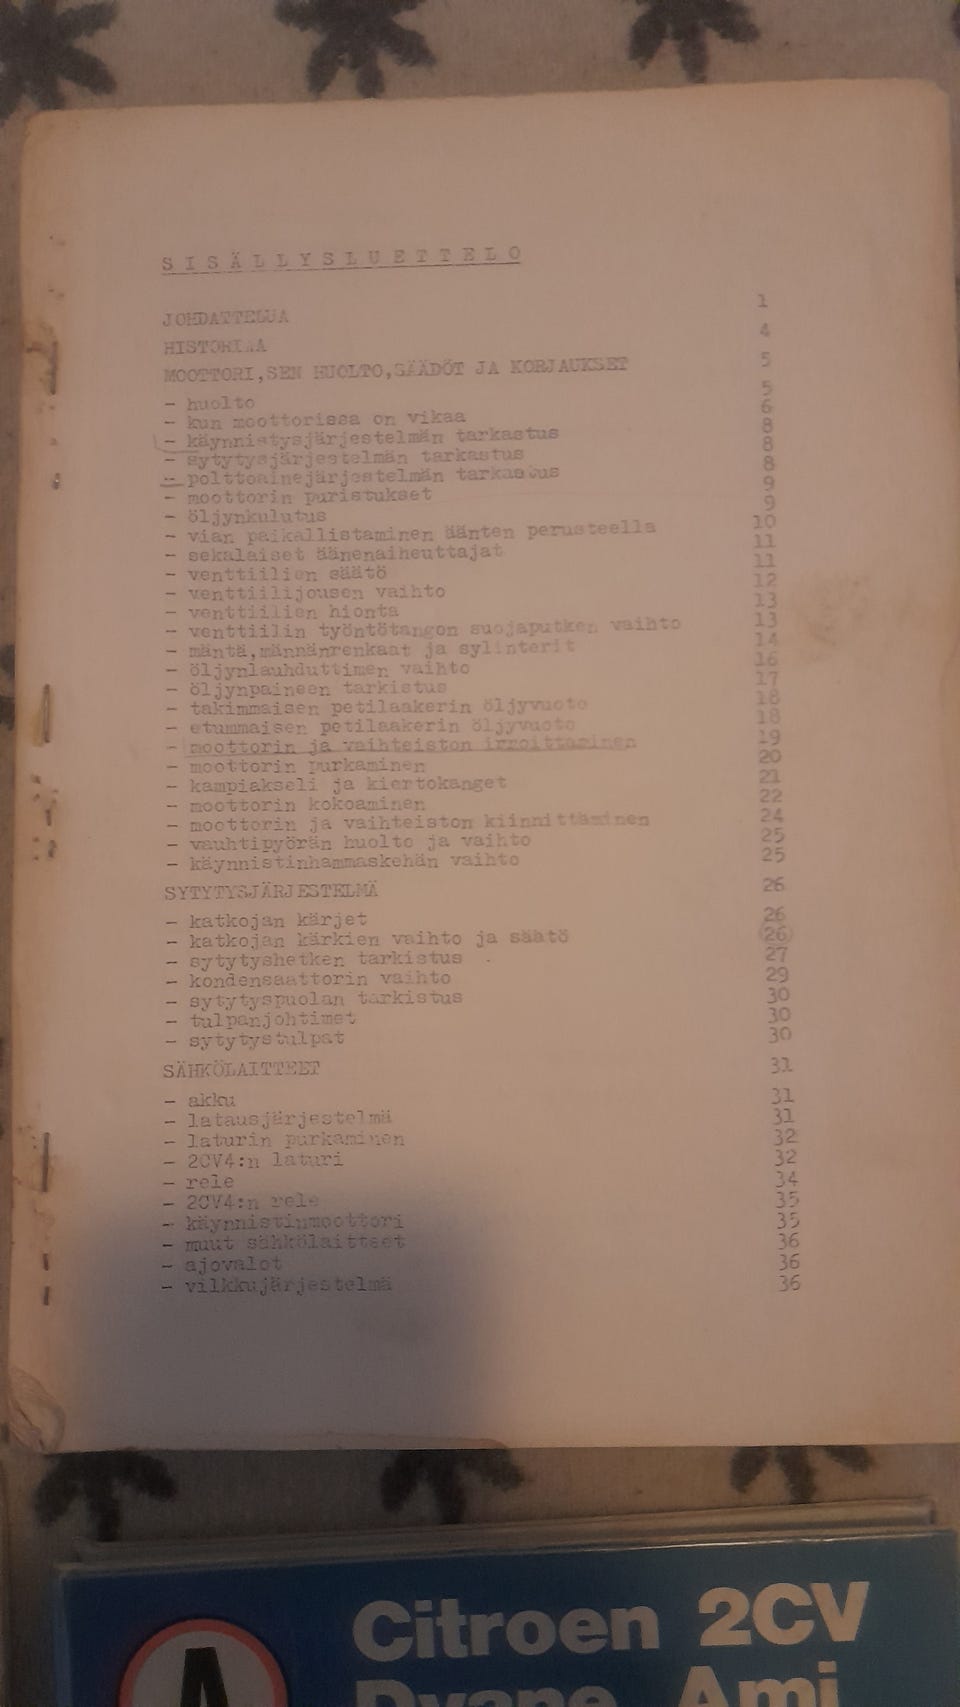 SISÄLLYSLUETTELO
JOHDATTELUA 1
HISTORIAA 4
MOOTTORI,SEN HUOLTO,SÄÄDÖT JA KORJAUKSET 5
- huolto 5
- kun moottorissa on vikaa 6
- käynnistysjärjestelmän tarkastus 8
- sytytysjärjestelmän tarkastus 8
- polttoainejärjestelmän tarkastus 8
- moottorin puristukset 9
- öljynkulutus 9
- vian paikallistaminen äänten perusteella 10
- sekalaiset äänenaiheuttajat 11
- venttiilien säätö 11
- venttiilijousen vaihto 12
- venttiilien hionta 13
- venttiilin työntötangon suojaputken vaihto 13
- mäntä,männänrenkaat ja sylinterit 14
- öljynlauhduttimen vaihto 16
- öljynpaineen tarkistus 17
- takimmaisen petilaakerin öljyvuoto 18
- etummaisen petilaakerin öljyvuoto 18
- moottorin ja vaihteiston irroittaminen 19
- moottorin purkaminen 20
- kampiakseli ja kiertokanget 21
- moottorin kokoaminen 22
- moottorin ja vaihteiston kiinnittäminen 24
- vauhtipyörän huolto ja vaihto 25
- käynnistinhammaskehän vaihto 25
SYTYTYSJÄRJESTELMÄ 26
- katkojan kärjet 26
- katkojan kärkien vaihto ja säätö 26
- sytytyshetken tarkistus 27
- kondensaattorin vaihto 29
- sytytyspuolan tarkistus 30
- tulpanjohtimet 30
- sytytystulpat 30
SÄHKÖLAITTEET 31
- akku 31
- latausjärjestelmä 31
- laturin purkaminen 32
- 2CV4:n laturi 32
- rele 34
- 2CV4:n rele 35
- käynnistinmoottori 35
- muut sähkölaitteet 36
- ajovalot 36
- vilkkujärjestelmä 36
Citroen 2CV
Dyane Ami
A